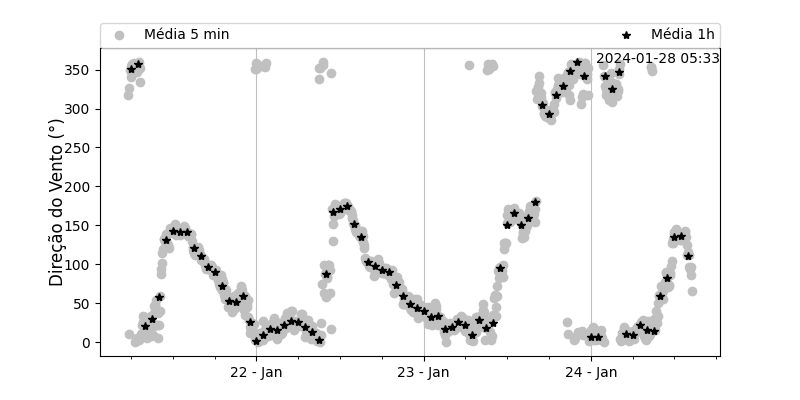 Média 5 min
Média 1h
2024-01-28 05:33
Direção do Vento (°)
350
300
250
200
150
100
50
0
22 - Jan
23 - Jan
24 - Jan